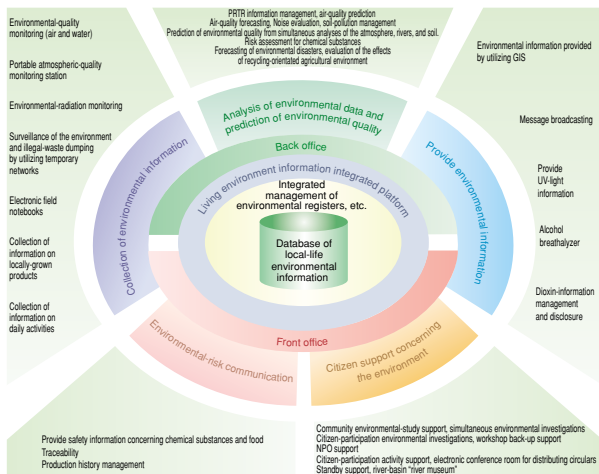 PRTR information management, air-quality prediction
Air-quality forecasting, Noise evaluation, soil-pollution management
Prediction of environmental quality from simultaneous analyses of the atmosphere, rivers, and soil.
Risk assessment for chemical substances
Forecasting of environmental disasters, evaluation of the effects
of recycling-orientated agricultural environment
Environmental-quality
monitoring (air and water)
Portable atmospheric-quality
monitoring station
Environmental-radiation monitoring
Surveillance of the environment
and illegal-waste dumping
by utilizing temporary
networks
Electronic field
notebooks
Collection of
information on
locally-grown
products
Collection of
information on
daily activities
Environmental information provided
by utilizing GIS
Message broadcasting
Provide
UV-light
information
Alcohol
breathalyzer
Dioxin-information
management
and disclosure
Analysis of environmental data and
prediction of environmental quality
Collection of environmental information
Provide environmental information
Back office
Living environment information integrated platform
Integrated
management of
environmental registers, etc.
Database of
local-life
environmental
information
Front office
Environmental-risk communication
Citizen support concerning
the environment
Provide safety information concerning chemical substances and food
Traceability
Production history management
Community environmental-study support, simultaneous environmental investigations
Citizen-participation environmental investigations, workshop back-up support
NPO support
Citizen-participation activity support, electronic conference room for distributing circulars
Standby support, river-basin "river museum"